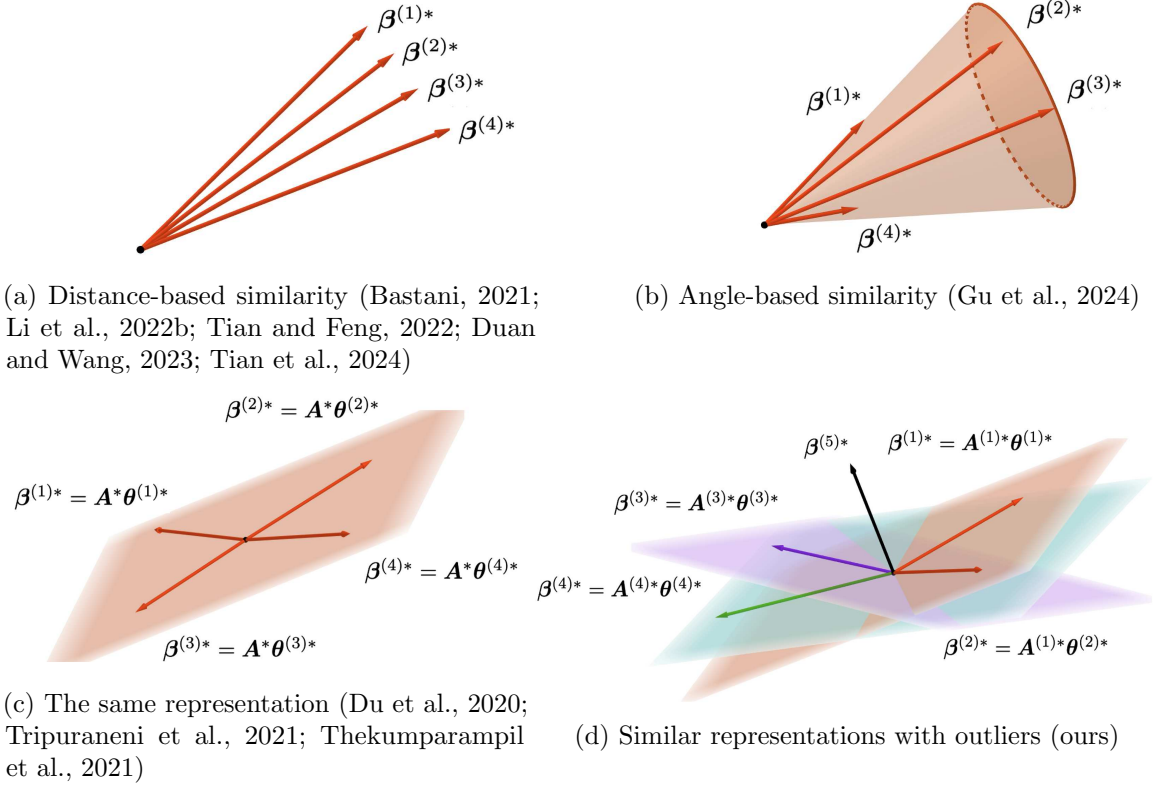 β^(1)*
β^(2)*
β^(3)*
β^(4)*
(a) Distance-based similarity (Bastani, 2021;
Li et al., 2022b; Tian and Feng, 2022; Duan
and Wang, 2023; Tian et al., 2024)
β^(2)*
β^(1)*
β^(3)*
β^(4)*
(b) Angle-based similarity (Gu et al., 2024)
β^(2)* = A*θ^(2)*
β^(1)* = A*θ^(1)*
β^(4)* = A*θ^(4)*
β^(3)* = A*θ^(3)*
(c) The same representation (Du et al., 2020;
Tripuraneni et al., 2021; Thekumparampil
et al., 2021)
β^(5)*
β^(1)* = A^(1)*θ^(1)*
β^(3)* = A^(3)*θ^(3)*
β^(4)* = A^(4)*θ^(4)*
β^(2)* = A^(1)*θ^(2)*
(d) Similar representations with outliers (ours)